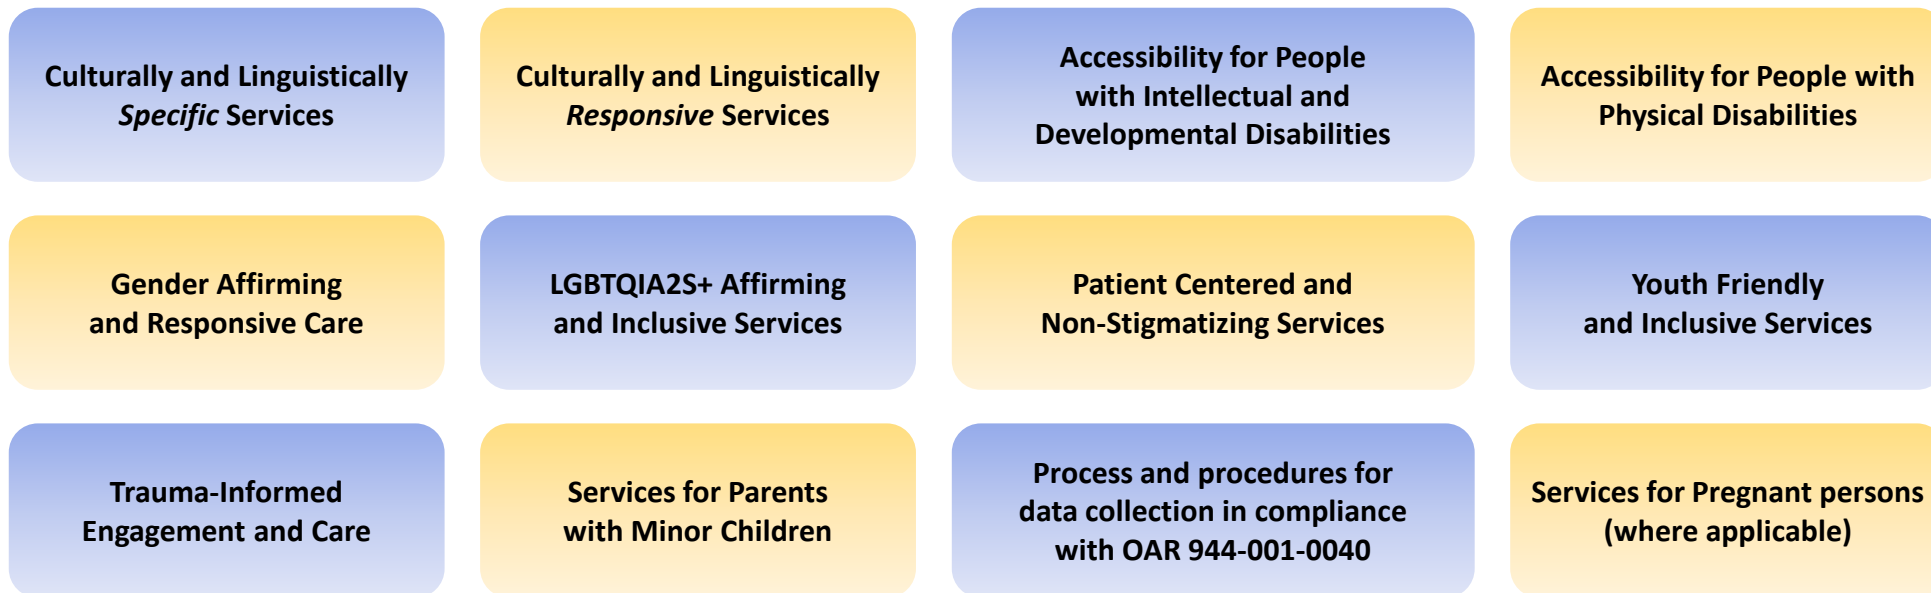 Culturally and Linguistically
Specific Services
Culturally and Linguistically
Responsive Services
Accessibility for People
with Intellectual and
Developmental Disabilities
Accessibility for People with
Physical Disabilities
Gender Affirming
and Responsive Care
LGBTQIA2S+ Affirming
and Inclusive Services
Patient Centered and
Non-Stigmatizing Services
Youth Friendly
and Inclusive Services
Trauma-Informed
Engagement and Care
Services for Parents
with Minor Children
Process and procedures for
data collection in compliance
with OAR 944-001-0040
Services for Pregnant persons
(where applicable)